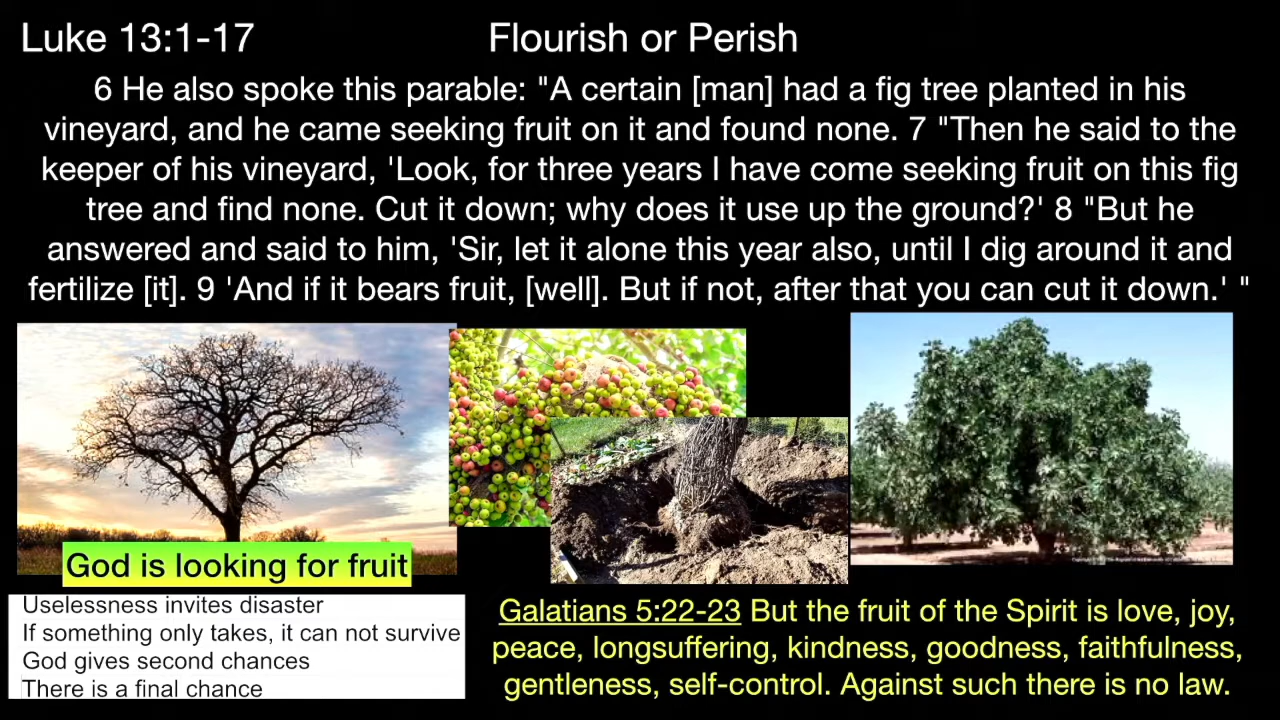 Luke 13:1-17
Flourish or Perish
6 He also spoke this parable: "A certain [man] had a fig tree planted in his
vineyard, and he came seeking fruit on it and found none. 7 "Then he said to the
keeper of his vineyard, 'Look, for three years I have come seeking fruit on this fig
tree and find none. Cut it down; why does it use up the ground?' 8 "But he
answered and said to him, 'Sir, let it alone this year also, until I dig around it and
fertilize [it]. 9 'And if it bears fruit, [well]. But if not, after that you can cut it down.' "
God is looking for fruit
Uselessness invites disaster
If something only takes, it can not survive
God gives second chances
There is a final chance
Galatians 5:22-23 But the fruit of the Spirit is love, joy,
peace, longsuffering, kindness, goodness, faithfulness,
gentleness, self-control. Against such there is no law.